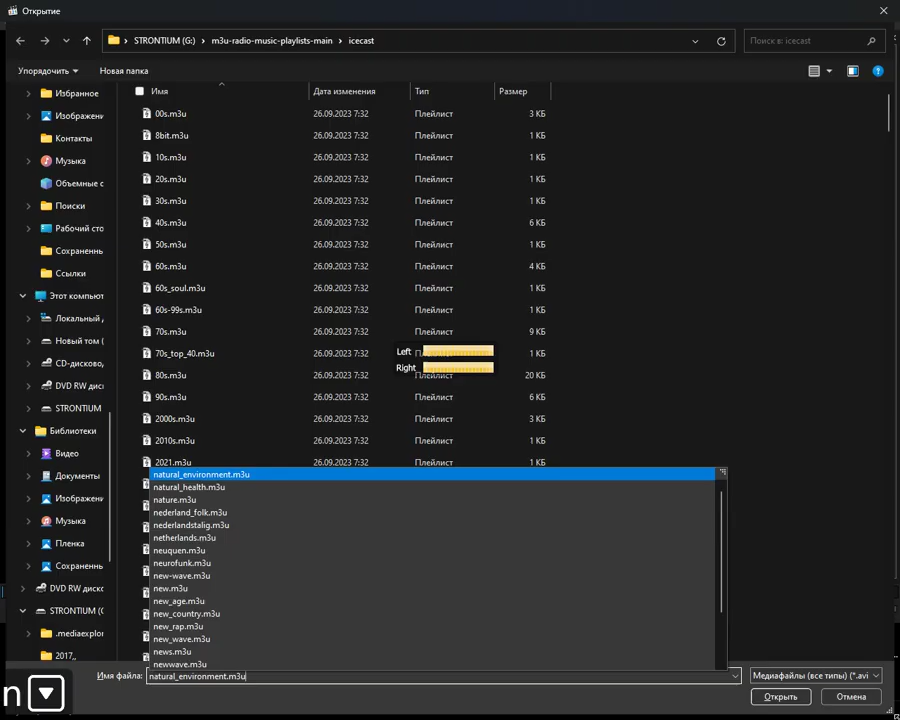 Открытие
STRONTIUM (G:) > m3u-radio-music-playlists-main > icecast
Поиск в: icecast
Упорядочить
Новая папка
Имя
Дата изменения
Тип
Размер
Избранное
Изображени
Контакты
Музыка
Объемные с
Поиски
Рабочий сто
Сохраненны
Ссылки
Этот компьют
Локальный д
Новый том (
CD-дисково,
DVD RW дисн
STRONTIUM
Библиотеки
Видео
Документы
Изображени
Музыка
Пленка
Сохраненны
DVD RW диско
STRONTIUM (
.mediaexplor
2017,,
00s.m3u 26.09.2023 7:32 Плейлист 3 КБ
8bit.m3u 26.09.2023 7:32 Плейлист 1 КБ
10s.m3u 26.09.2023 7:32 Плейлист 1 КБ
20s.m3u 26.09.2023 7:32 Плейлист 1 КБ
30s.m3u 26.09.2023 7:32 Плейлист 1 КБ
40s.m3u 26.09.2023 7:32 Плейлист 6 КБ
50s.m3u 26.09.2023 7:32 Плейлист 1 КБ
60s.m3u 26.09.2023 7:32 Плейлист 4 КБ
60s_soul.m3u 26.09.2023 7:32 Плейлист 1 КБ
60s-99s.m3u 26.09.2023 7:32 Плейлист 1 КБ
70s.m3u 26.09.2023 7:32 Плейлист 9 КБ
70s_top_40.m3u 26.09.2023 7:32 1 КБ
80s.m3u 26.09.2023 7:32 Плейлист 20 КБ
90s.m3u 26.09.2023 7:32 Плейлист 6 КБ
2000s.m3u 26.09.2023 7:32 Плейлист 3 КБ
2010s.m3u 26.09.2023 7:32 Плейлист 1 КБ
2021.m3u 26.09.2023 7:32 Плейлист 1 КБ
Left
Right
natural_environment.m3u
natural_health.m3u
nature.m3u
nederland_folk.m3u
nederlandstalig.m3u
netherlands.m3u
neuquen.m3u
neurofunk.m3u
new-wave.m3u
new.m3u
new_age.m3u
new_country.m3u
new_rap.m3u
new_wave.m3u
news.m3u
newwave.m3u
Имя файла: natural_environment.m3u
Медиафайлы (все типы) (*.avi
Открыть
Отмена
n